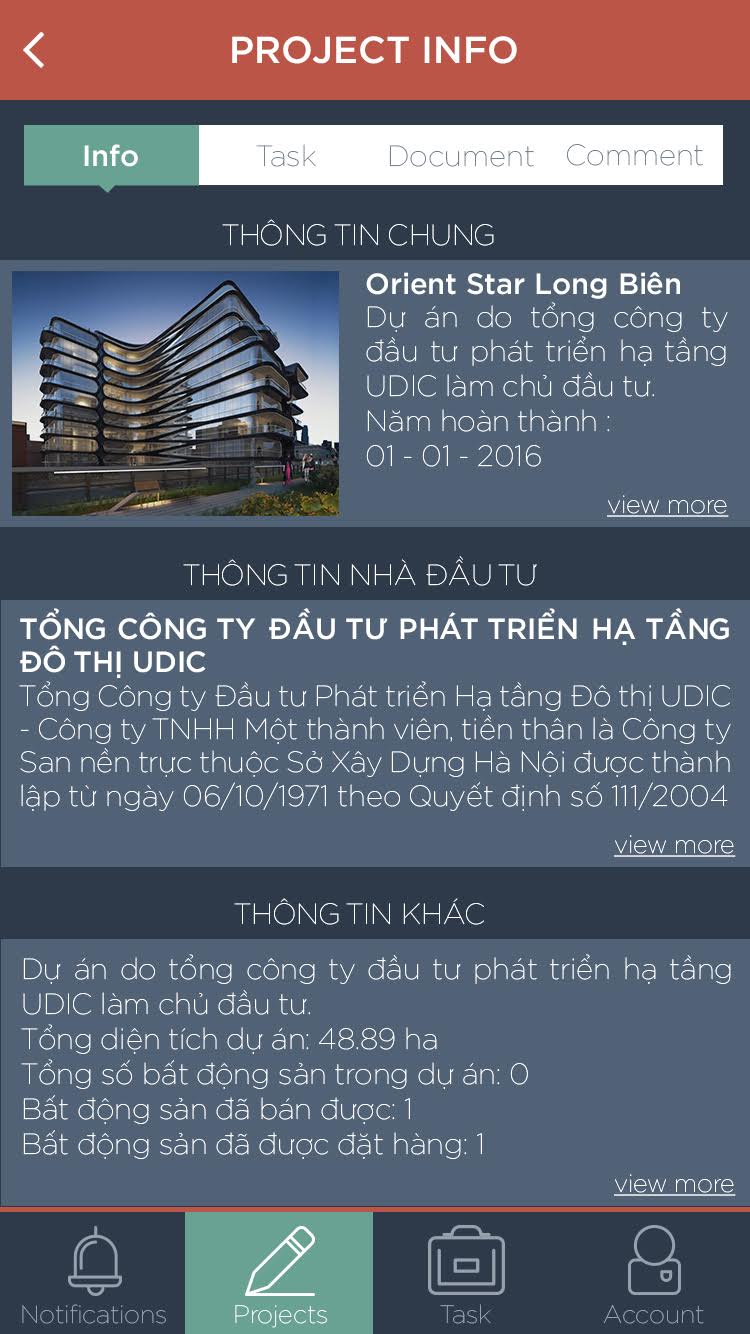 PROJECT INFO
Info Task Document Comment
THÔNG TIN CHUNG
Orient Star Long Biên
Dự án do tổng công ty
đầu tư phát triển hạ tầng
UDIC làm chủ đầu tư.
Năm hoàn thành :
01 - 01 - 2016
view more
THÔNG TIN NHÀ ĐẦU TƯ
TỔNG CÔNG TY ĐẦU TƯ PHÁT TRIỂN HẠ TẦNG
ĐÔ THỊ UDIC
Tổng Công ty Đầu tư Phát triển Hạ tầng Đô thị UDIC
- Công ty TNHH Một thành viên, tiền thân là Công ty
San nền trực thuộc Sở Xây Dựng Hà Nội được thành
lập từ ngày 06/10/1971 theo Quyết định số 111/2004
view more
THÔNG TIN KHÁC
Dự án do tổng công ty đầu tư phát triển hạ tầng
UDIC làm chủ đầu tư.
Tổng diện tích dự án: 48.89 ha
Tổng số bất động sản trong dự án: 0
Bất động sản đã bán được: 1
Bất động sản đã được đặt hàng: 1
view more
Notifications Projects Task Account